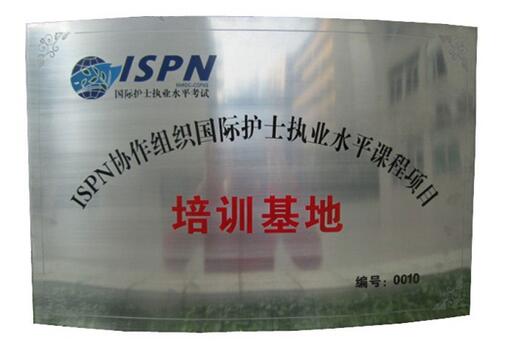 ISPN
国际护士执业水平考试
ISPN协作组织国际护士执业水平课程项目
培训基地
编号：0010